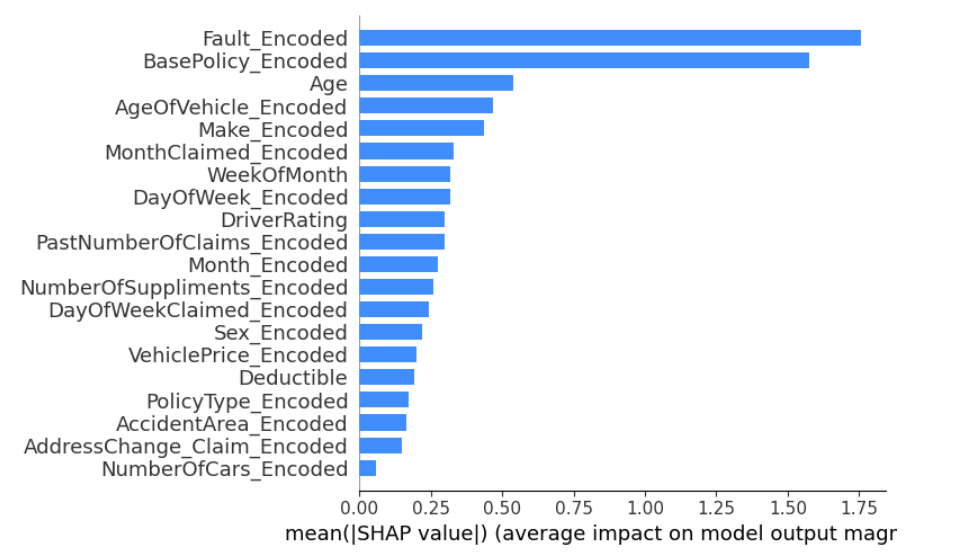 Fault_Encoded
BasePolicy_Encoded
Age
AgeOfVehicle_Encoded
Make_Encoded
MonthClaimed_Encoded
WeekOfMonth
DayOfWeek_Encoded
DriverRating
PastNumberOfClaims_Encoded
Month_Encoded
NumberOfSuppliments_Encoded
DayOfWeekClaimed_Encoded
Sex_Encoded
VehiclePrice_Encoded
Deductible
PolicyType_Encoded
AccidentArea_Encoded
AddressChange_Claim_Encoded
NumberOfCars_Encoded
0.00 0.25 0.50 0.75 1.00 1.25 1.50 1.75
mean(|SHAP value|) (average impact on model output magr